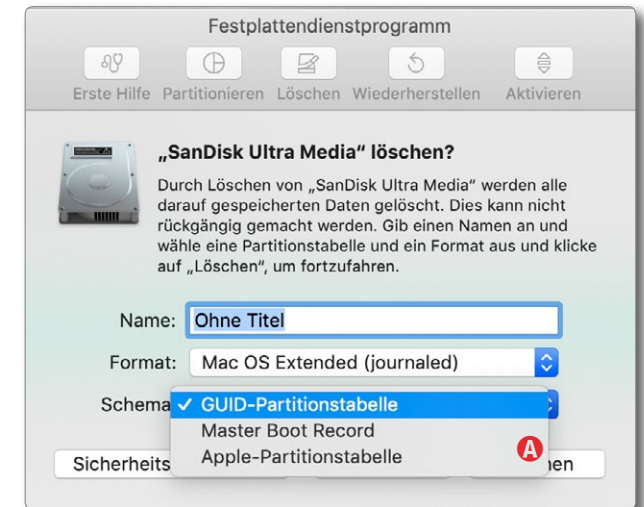 Festplattendienstprogramm
Erste Hilfe Partitionieren Löschen Wiederherstellen Aktivieren
„SanDisk Ultra Media“ löschen?
Durch Löschen von „SanDisk Ultra Media“ werden alle
darauf gespeicherten Daten gelöscht. Dies kann nicht
rückgängig gemacht werden. Gib einen Namen an und
wähle eine Partitionstabelle und ein Format aus und klicke
auf „Löschen“, um fortzufahren.
Name: Ohne Titel
Format: Mac OS Extended (journaled)
Schema ✓ GUID-Partitionstabelle
Master Boot Record
Apple-Partitionstabelle A
Sicherheits en